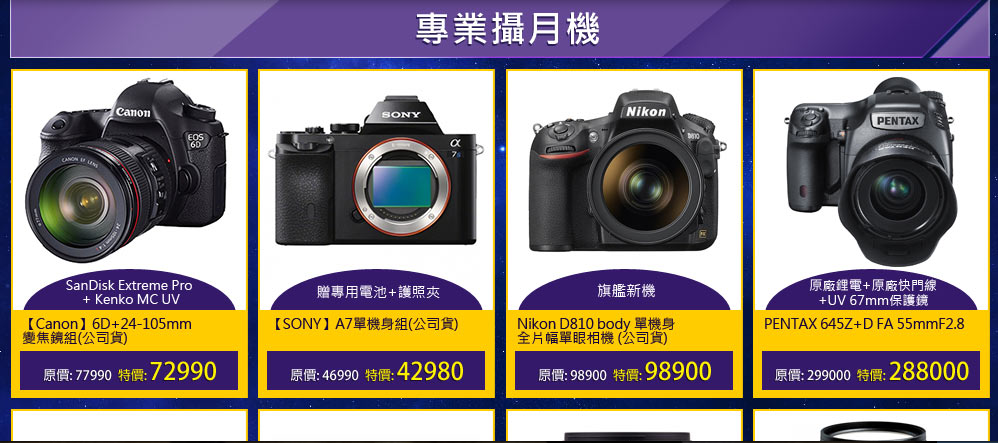 專業攝月機
Canon
EOS
6D
CANON EF LENS
SanDisk Extreme Pro
+ Kenko MC UV
【Canon】6D+24-105mm
變焦鏡組(公司貨)
原價: 77990 特價: 72990
SONY
α
7s
贈專用電池+護照夾
【SONY】A7單機身組(公司貨)
原價: 46990 特價: 42980
Nikon
D810
旗艦新機
Nikon D810 body 單機身
全片幅單眼相機 (公司貨)
原價: 98900 特價: 98900
PENTAX
原廠鋰電+原廠快門線
+UV 67mm保護鏡
PENTAX 645Z+D FA 55mmF2.8
原價: 299000 特價: 288000